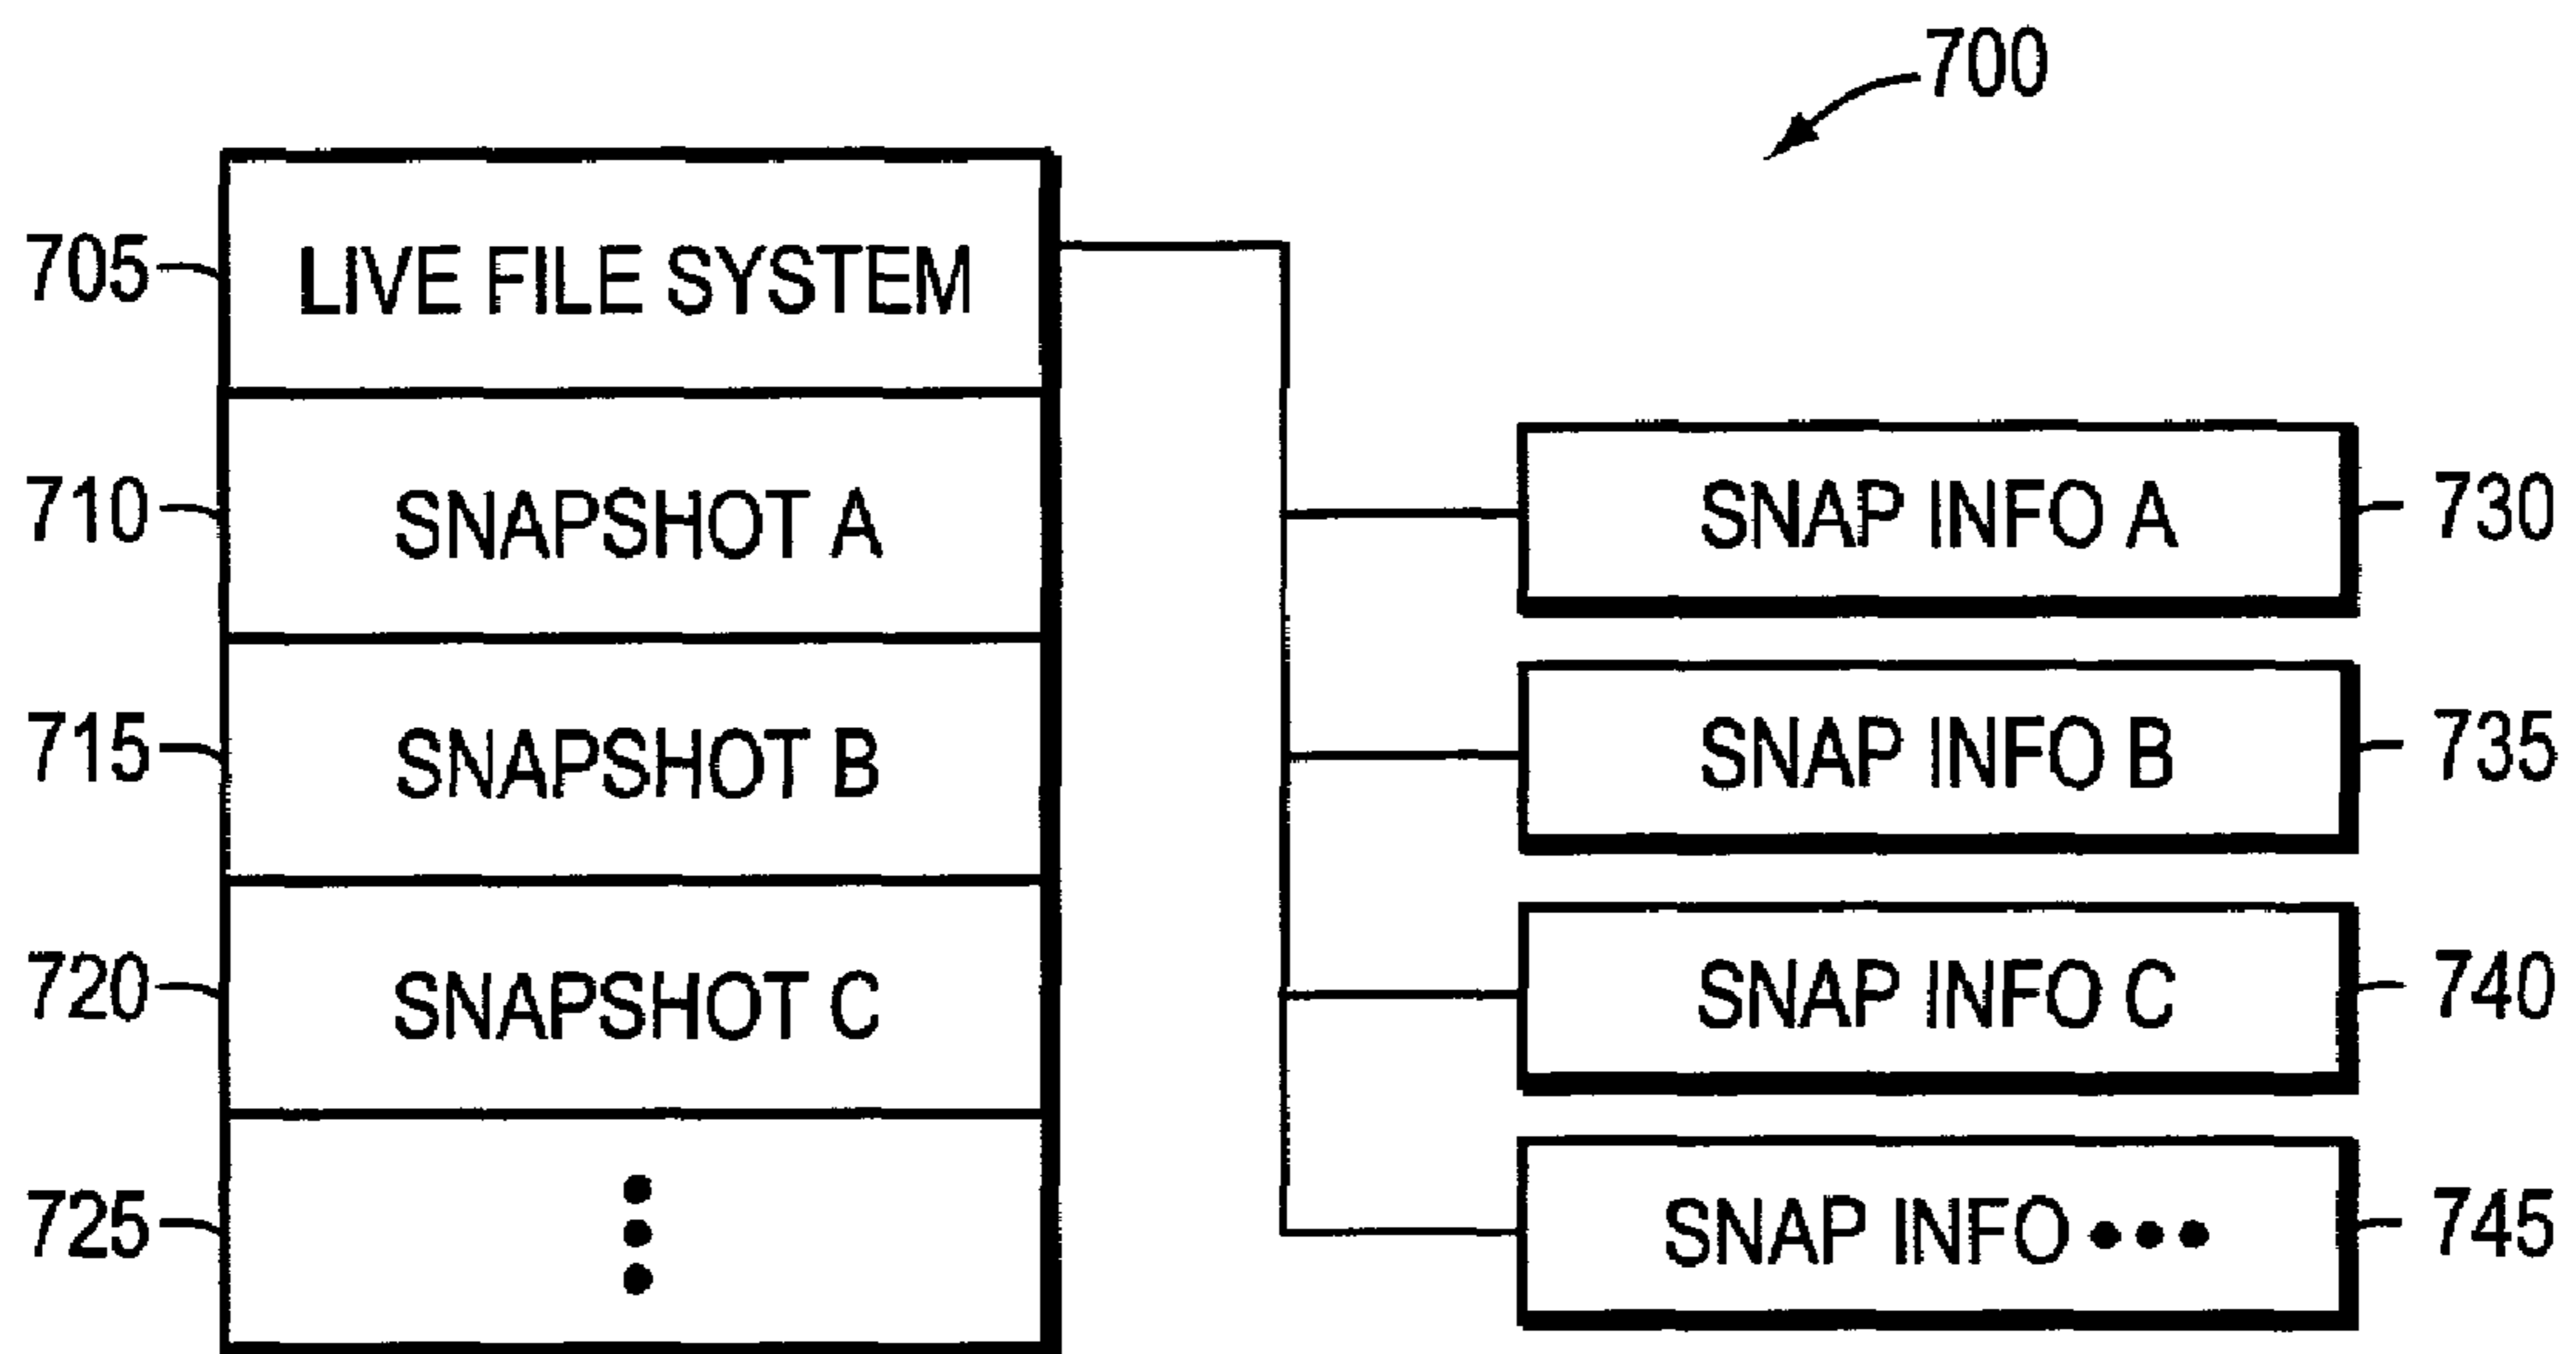 700
705 LIVE FILE SYSTEM
710 SNAPSHOT A
715 SNAPSHOT B
720 SNAPSHOT C
725
SNAP INFO A 730
SNAP INFO B 735
SNAP INFO C 740
SNAP INFO ••• 745